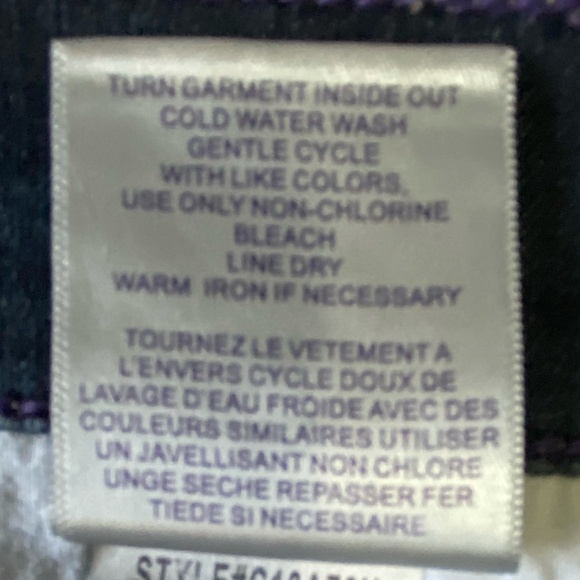 TURN GARMENT INSIDE OUT
COLD WATER WASH
GENTLE CYCLE
WITH LIKE COLORS.
USE ONLY NON-CHLORINE
BLEACH
LINE DRY
WARM IRON IF NECESSARY
TOURNEZ LE VETEMENT A
L'ENVERS CYCLE DOUX DE
LAVAGE D'EAU FROIDE AVEC DES
COULEURS SIMILAIRES UTILISER
UN JAVELLISANT NON CHLORE
UNGE SECHE REPASSER FER
TIEDE SI NECESSAIRE